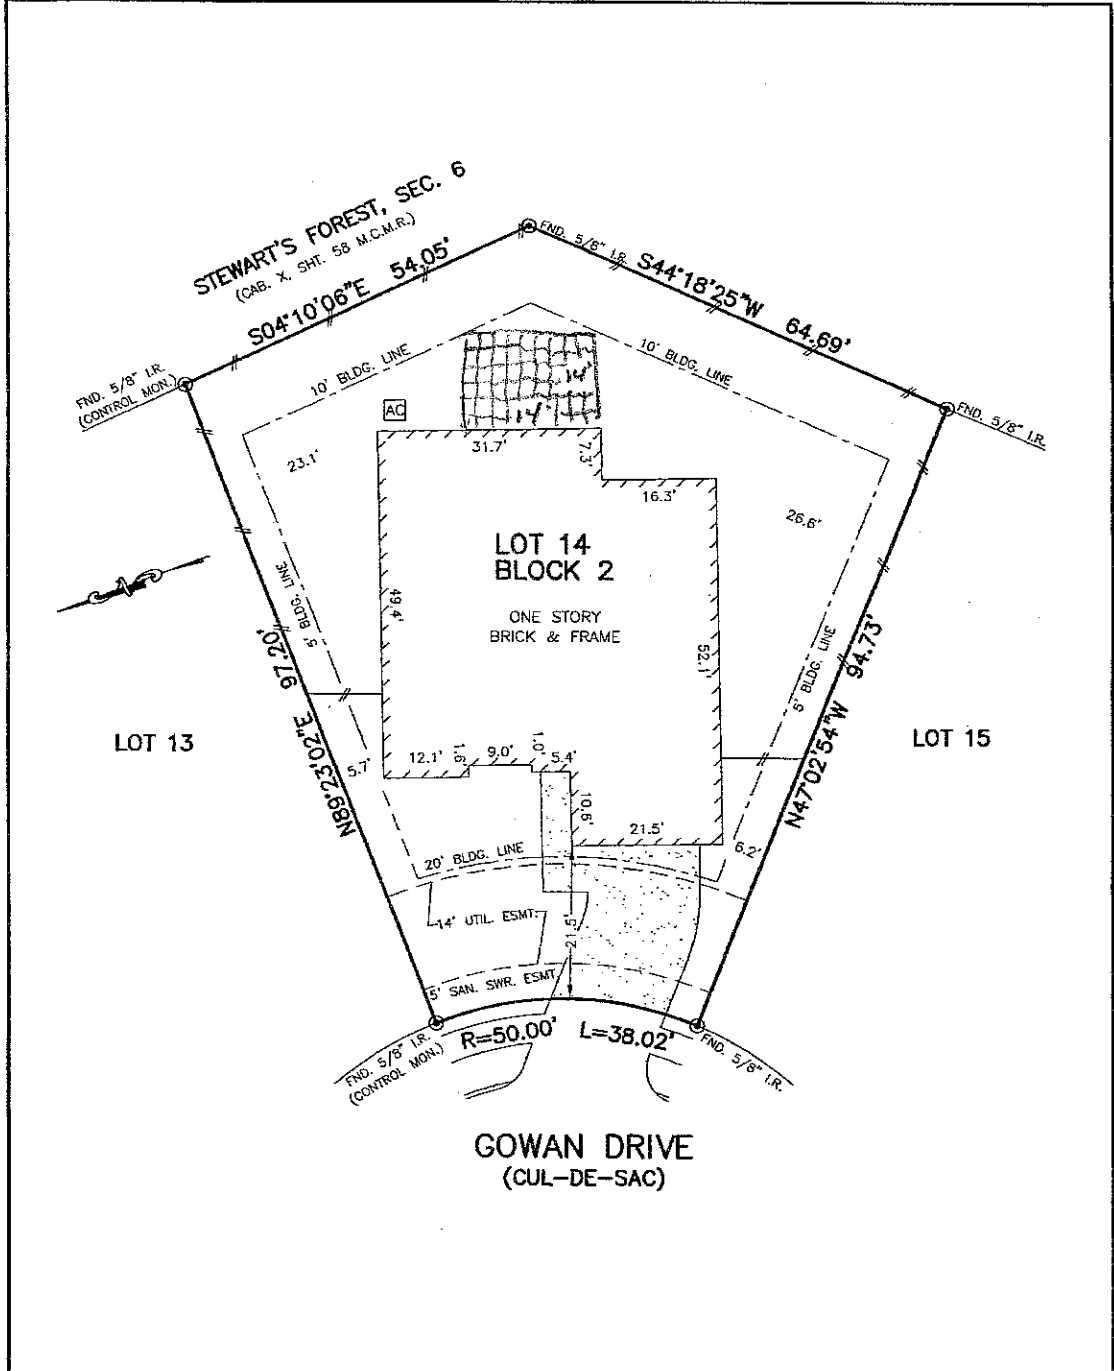 STEWART'S FOREST, SEC. 6
(CAB. X, SHT. 58 M.C.M.R.)
S04°10'06"E 54.05'
FND. 5/8" I.R.
S44°18'25"W 64.69'
FND. 5/8" I.R.
(CONTROL MON.)
10' BLDG. LINE
10' BLDG. LINE
14'
14'
AC
FND. 5/8" I.R.
31.7'
7.3'
23.1'
16.3'
26.6'
LOT 14
BLOCK 2
ONE STORY
BRICK & FRAME
5' BLDG. LINE
49.4'
52.1'
5' BLDG. LINE
N89°23'02"E 97.20'
N47°02'54"W 94.73'
LOT 13
LOT 15
5.7'
12.1'
1.6'
9.0'
1.0'
5.4'
10.6'
21.5'
6.2'
20' BLDG. LINE
14' UTIL. ESMT.
21.5'
5' SAN. SWR. ESMT.
R=50.00' L=38.02'
FND. 5/8" I.R.
(CONTROL MON.)
FND. 5/8" I.R.
GOWAN DRIVE
(CUL-DE-SAC)